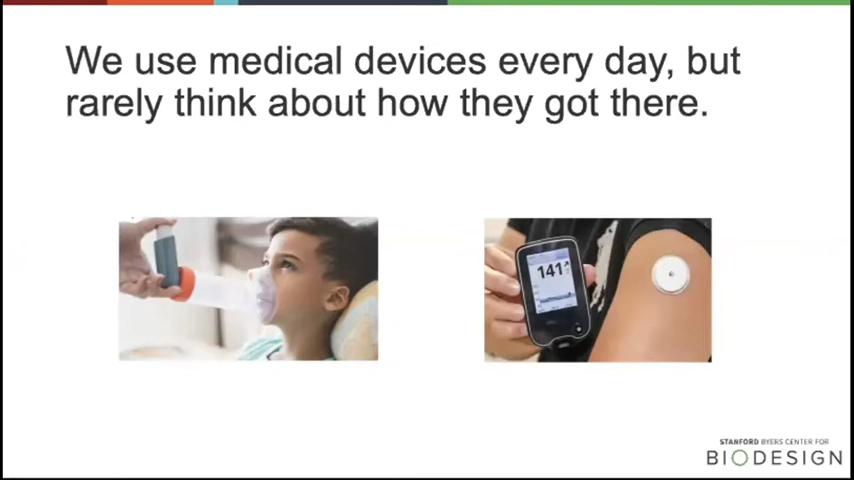 We use medical devices every day, but
rarely think about how they got there.
141
STANFORD BYERS CENTER FOR
BIODESIGN